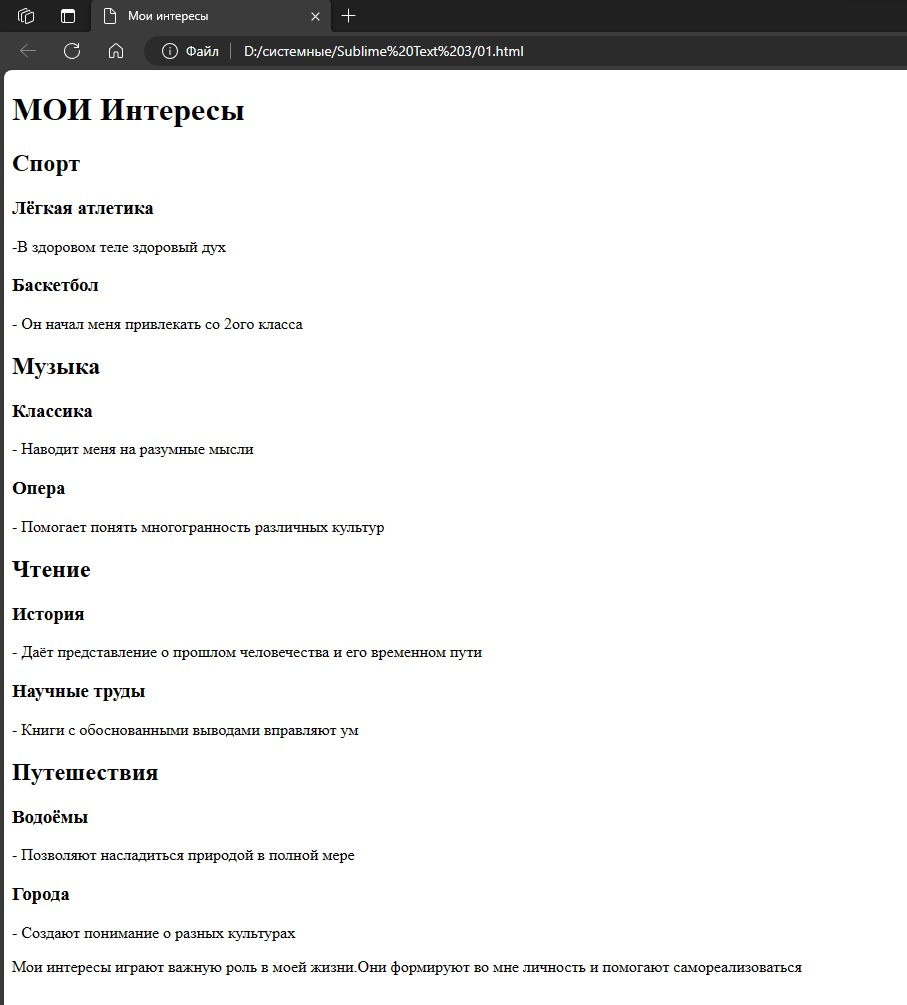 Мои интересы
Файл D:/системные/Sublime%20Text%203/01.html
МОИ Интересы
Спорт
Лёгкая атлетика
-В здоровом теле здоровый дух
Баскетбол
- Он начал меня привлекать со 2ого класса
Музыка
Классика
- Наводит меня на разумные мысли
Опера
- Помогает понять многогранность различных культур
Чтение
История
- Даёт представление о прошлом человечества и его временном пути
Научные труды
- Книги с обоснованными выводами вправляют ум
Путешествия
Водоёмы
- Позволяют насладиться природой в полной мере
Города
- Создают понимание о разных культурах
Мои интересы играют важную роль в моей жизни.Они формируют во мне личность и помогают самореализоваться